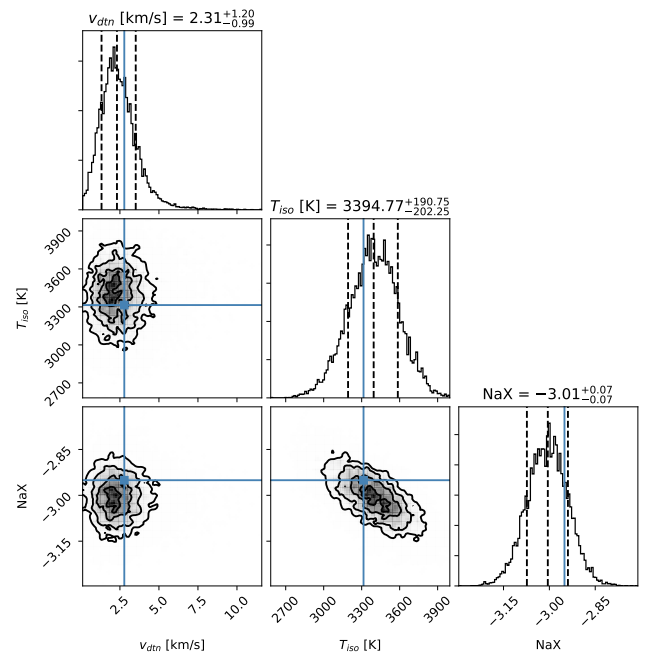 v_dtn [km/s] = 2.31 +1.20 −0.99
T_iso [K] = 3394.77 +190.75 −202.25
NaX = −3.01 +0.07 −0.07
T_iso [K]
3900
3600
3300
3000
2700
NaX
−2.85
−3.00
−3.15
2.5
5.0
7.5
10.0
v_dtn [km/s]
2700
3000
3300
3600
3900
T_iso [K]
−3.15
−3.00
−2.85
NaX